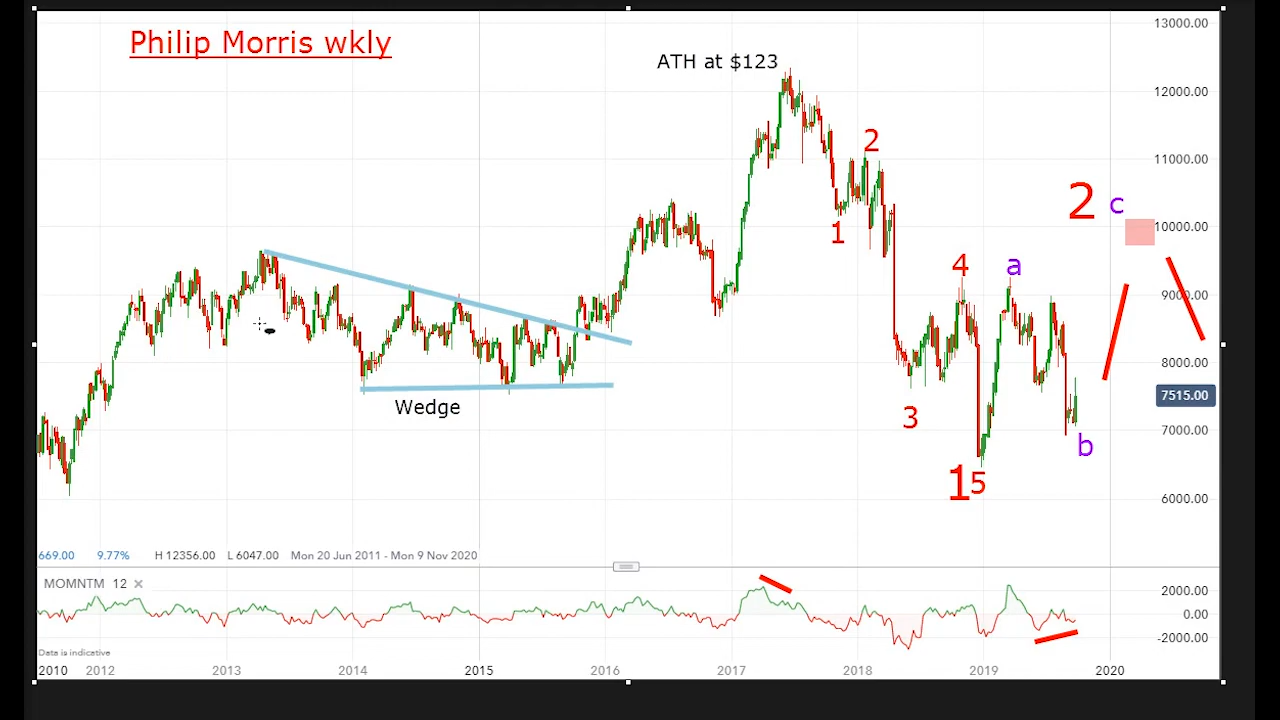 Philip Morris wkly
ATH at $123
13000.00
12000.00
11000.00
10000.00
9000.00
8000.00
7515.00
7000.00
6000.00
2
1
2
c
4
a
3
b
15
Wedge
669.00 9.77% H 12356.00 L 6047.00 Mon 20 Jun 2011 - Mon 9 Nov 2020
MOMNTM 12
2000.00
0.00
-2000.00
Data is indicative
2010 2012 2013 2014 2015 2016 2017 2018 2019 2020